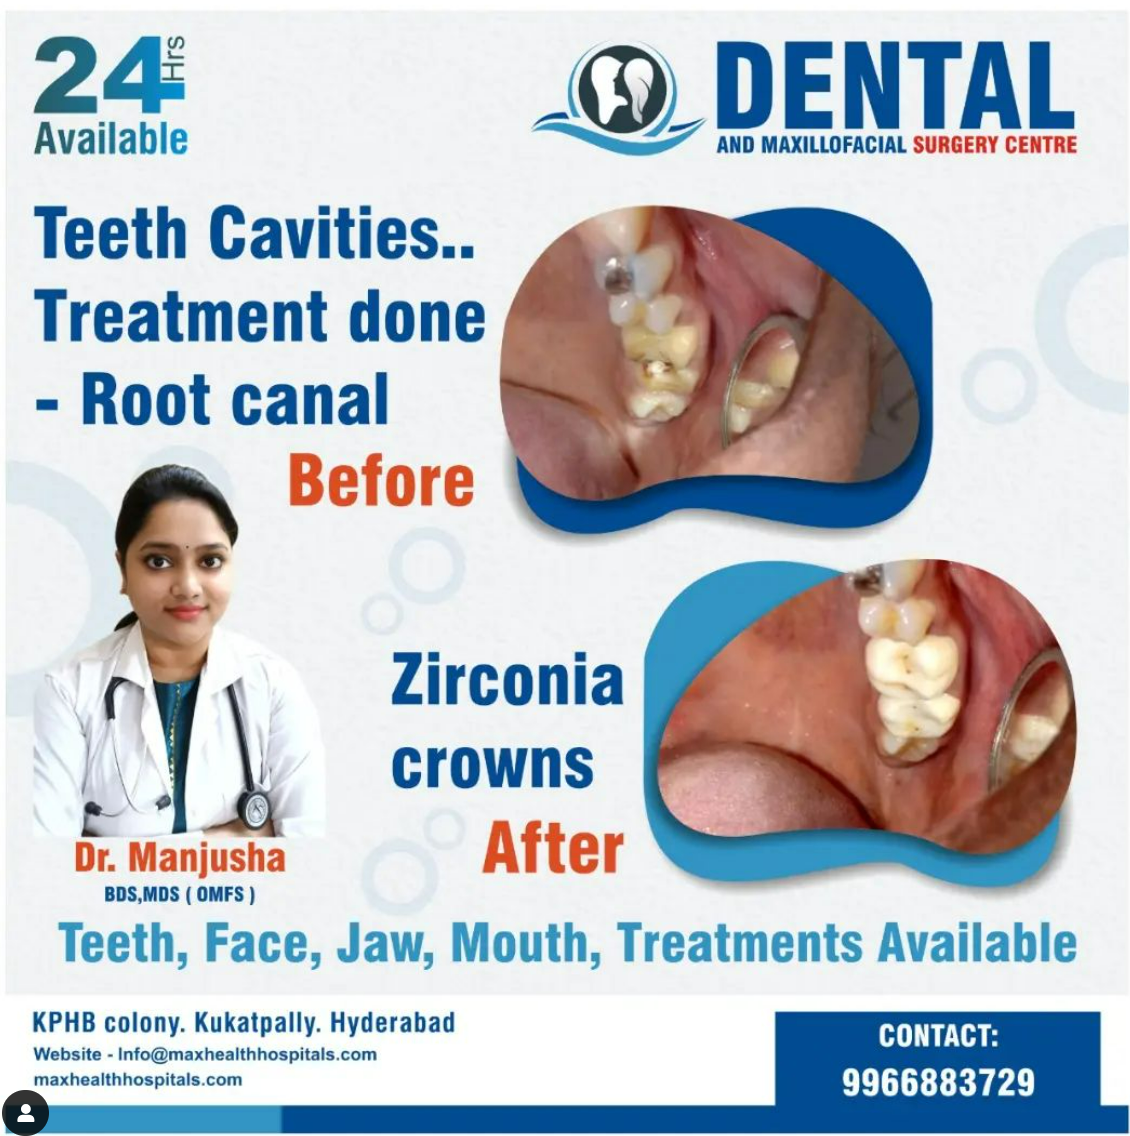 24 Hrs
Available
DENTAL
AND MAXILLOFACIAL SURGERY CENTRE
Teeth Cavities..
Treatment done
- Root canal
Before
Zirconia
crowns
After
Dr. Manjusha
BDS,MDS ( OMFS )
Teeth, Face, Jaw, Mouth, Treatments Available
KPHB colony. Kukatpally. Hyderabad
Website - Info@maxhealthhospitals.com
maxhealthhospitals.com
CONTACT:
9966883729